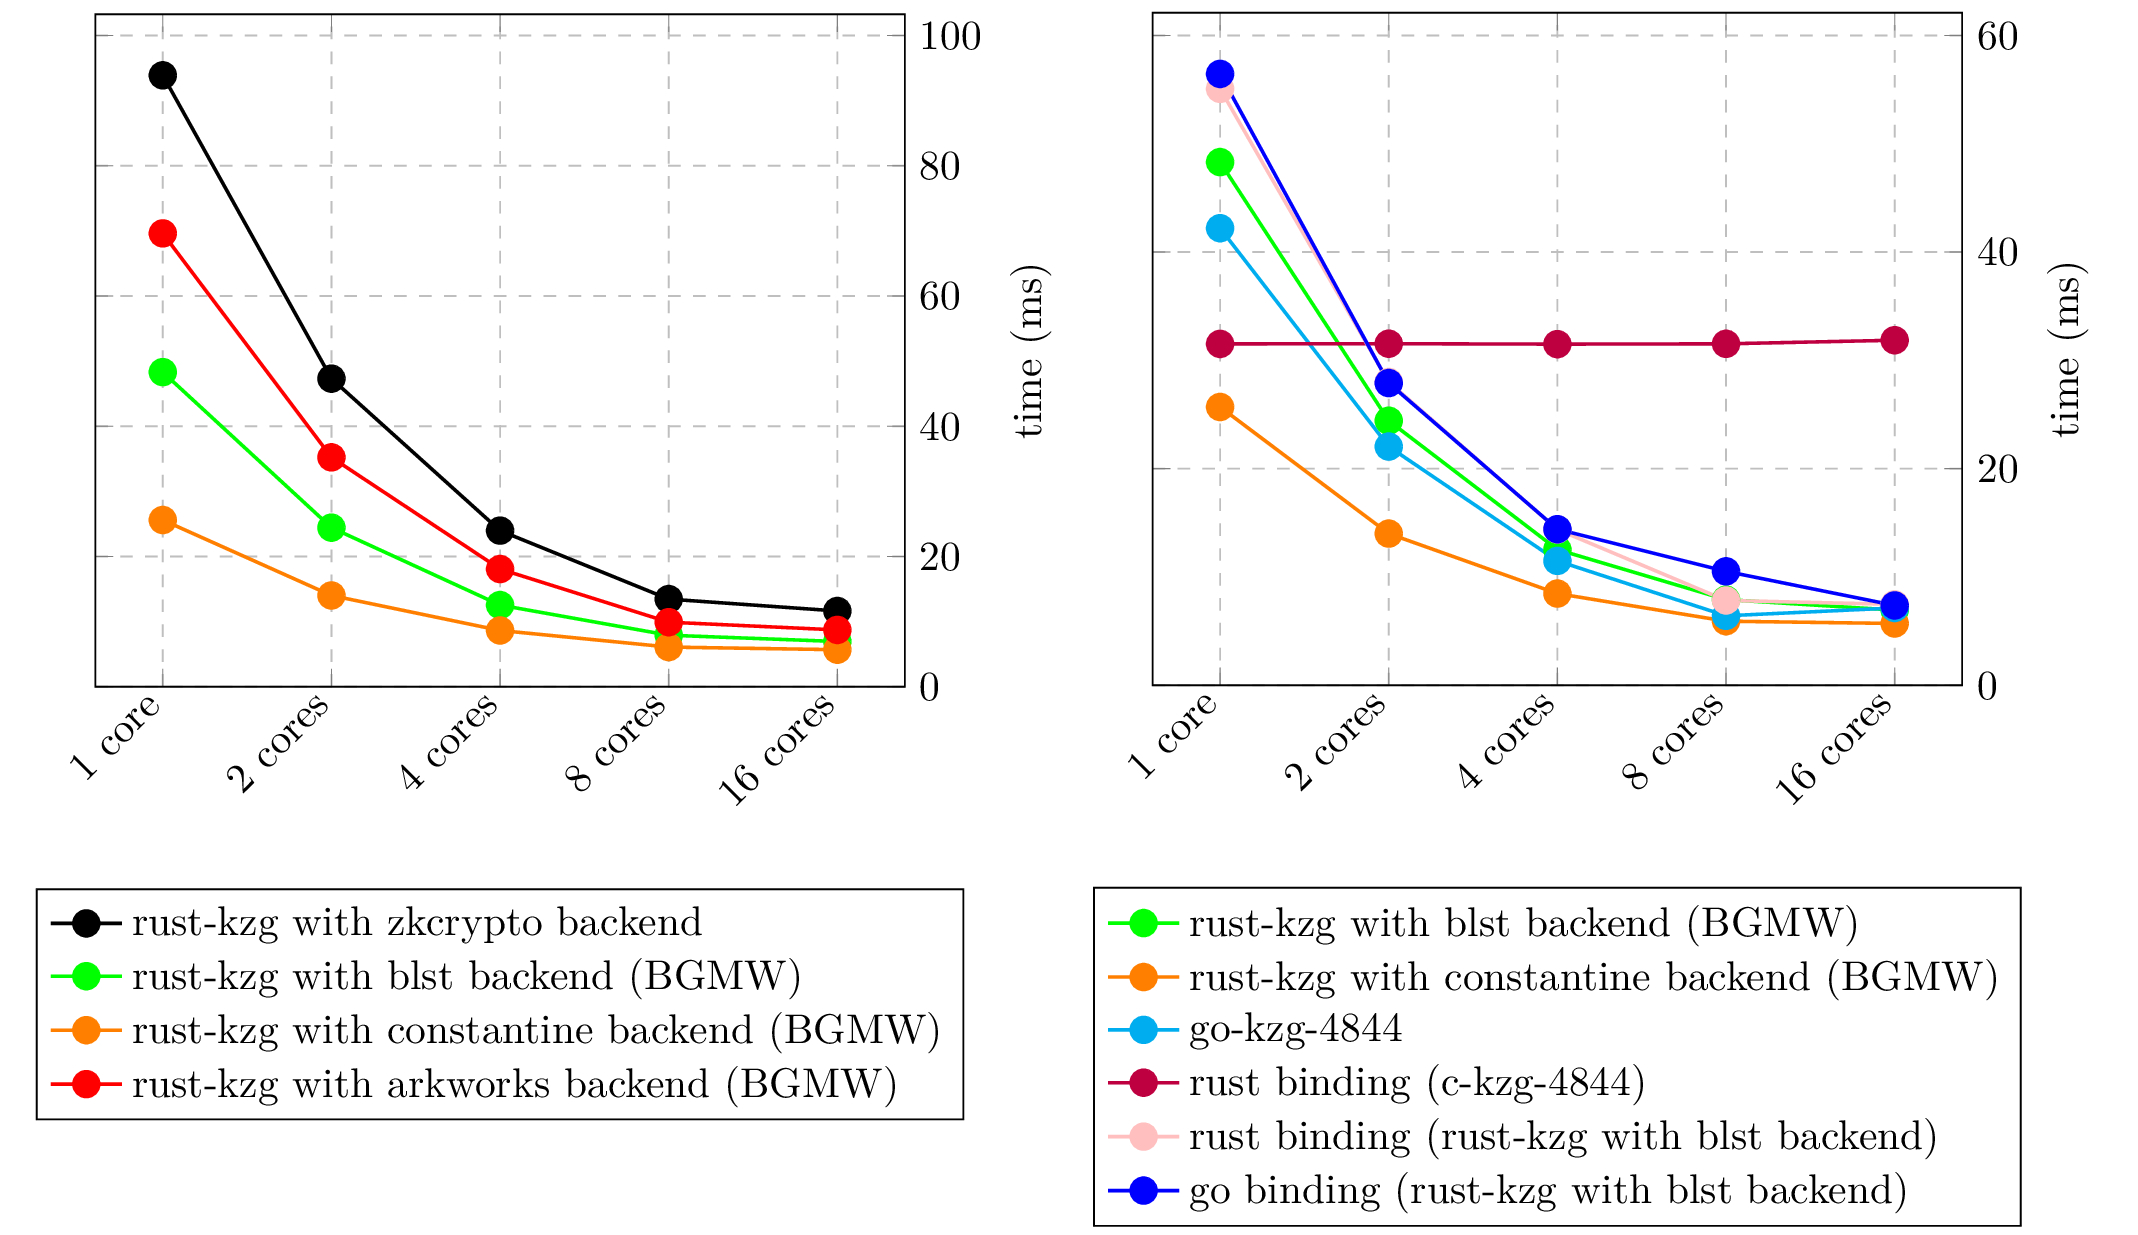 100
80
60
40
20
0
time (ms)
1 core
2 cores
4 cores
8 cores
16 cores
rust-kzg with zkcrypto backend
rust-kzg with blst backend (BGMW)
rust-kzg with constantine backend (BGMW)
rust-kzg with arkworks backend (BGMW)
60
40
20
0
time (ms)
1 core
2 cores
4 cores
8 cores
16 cores
rust-kzg with blst backend (BGMW)
rust-kzg with constantine backend (BGMW)
go-kzg-4844
rust binding (c-kzg-4844)
rust binding (rust-kzg with blst backend)
go binding (rust-kzg with blst backend)